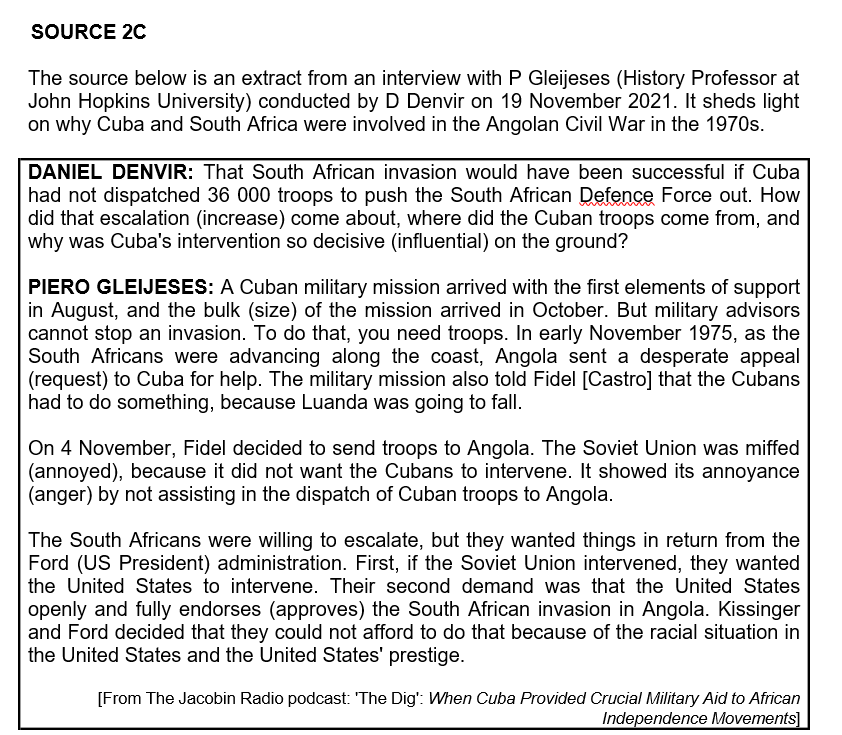 SOURCE 2C
The source below is an extract from an interview with P Gleijeses (History Professor at
John Hopkins University) conducted by D Denvir on 19 November 2021. It sheds light
on why Cuba and South Africa were involved in the Angolan Civil War in the 1970s.
DANIEL DENVIR: That South African invasion would have been successful if Cuba
had not dispatched 36 000 troops to push the South African Defence Force out. How
did that escalation (increase) come about, where did the Cuban troops come from, and
why was Cuba's intervention so decisive (influential) on the ground?
PIERO GLEIJESES: A Cuban military mission arrived with the first elements of support
in August, and the bulk (size) of the mission arrived in October. But military advisors
cannot stop an invasion. To do that, you need troops. In early November 1975, as the
South Africans were advancing along the coast, Angola sent a desperate appeal
(request) to Cuba for help. The military mission also told Fidel [Castro] that the Cubans
had to do something, because Luanda was going to fall.
On 4 November, Fidel decided to send troops to Angola. The Soviet Union was miffed
(annoyed), because it did not want the Cubans to intervene. It showed its annoyance
(anger) by not assisting in the dispatch of Cuban troops to Angola.
The South Africans were willing to escalate, but they wanted things in return from the
Ford (US President) administration. First, if the Soviet Union intervened, they wanted
the United States to intervene. Their second demand was that the United States
openly and fully endorses (approves) the South African invasion in Angola. Kissinger
and Ford decided that they could not afford to do that because of the racial situation in
the United States and the United States' prestige.
[From The Jacobin Radio podcast: 'The Dig': When Cuba Provided Crucial Military Aid to African
Independence Movements]